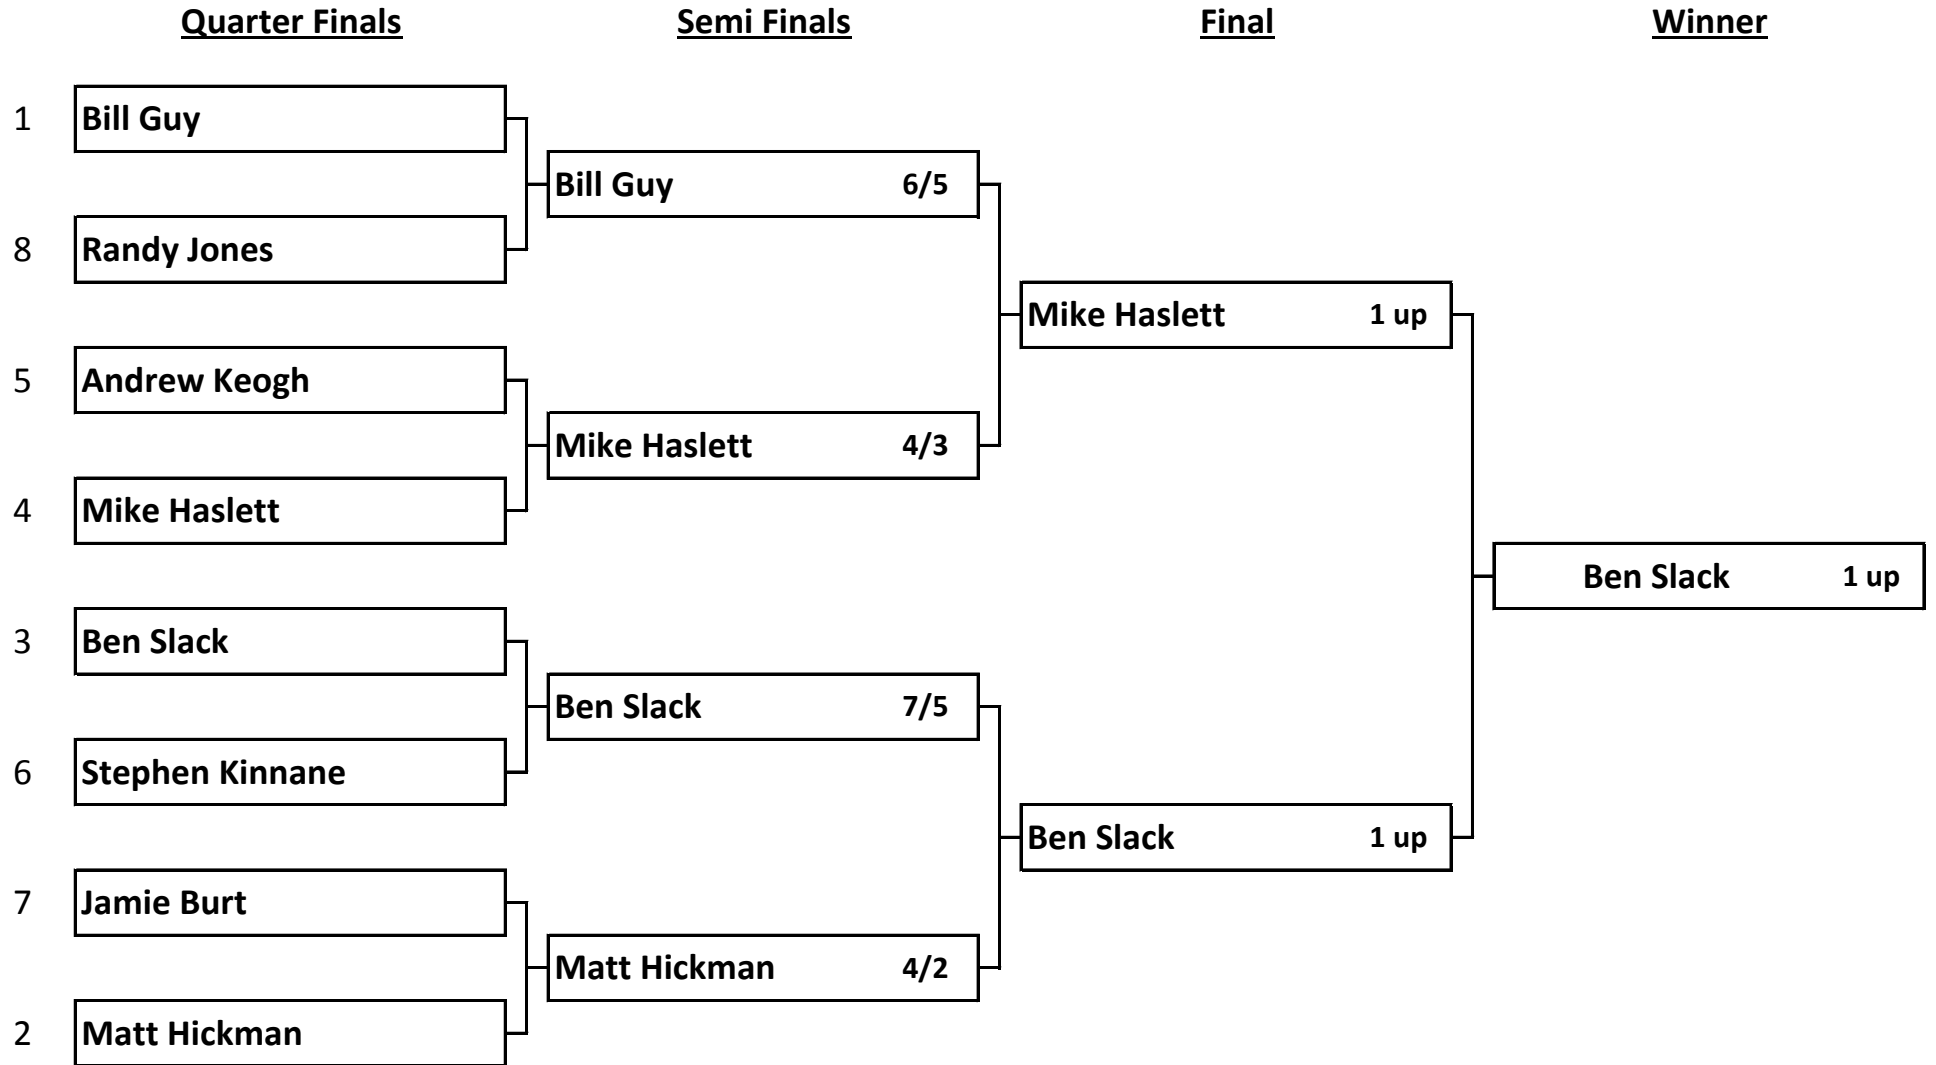 Quarter Finals Semi Finals Final Winner
1 Bill Guy
Bill Guy 6/5
8 Randy Jones
Mike Haslett 1 up
5 Andrew Keogh
Mike Haslett 4/3
4 Mike Haslett
Ben Slack 1 up
3 Ben Slack
Ben Slack 7/5
6 Stephen Kinnane
Ben Slack 1 up
7 Jamie Burt
Matt Hickman 4/2
2 Matt Hickman